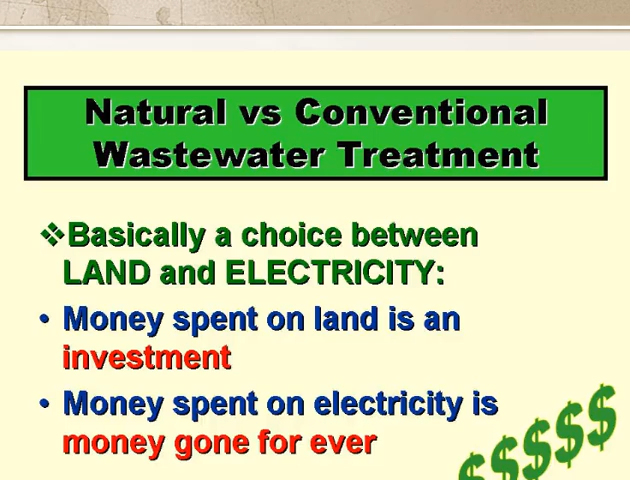 Natural vs Conventional
Wastewater Treatment
❖Basically a choice between
LAND and ELECTRICITY:
• Money spent on land is an
investment
• Money spent on electricity is
money gone for ever
$$$$$